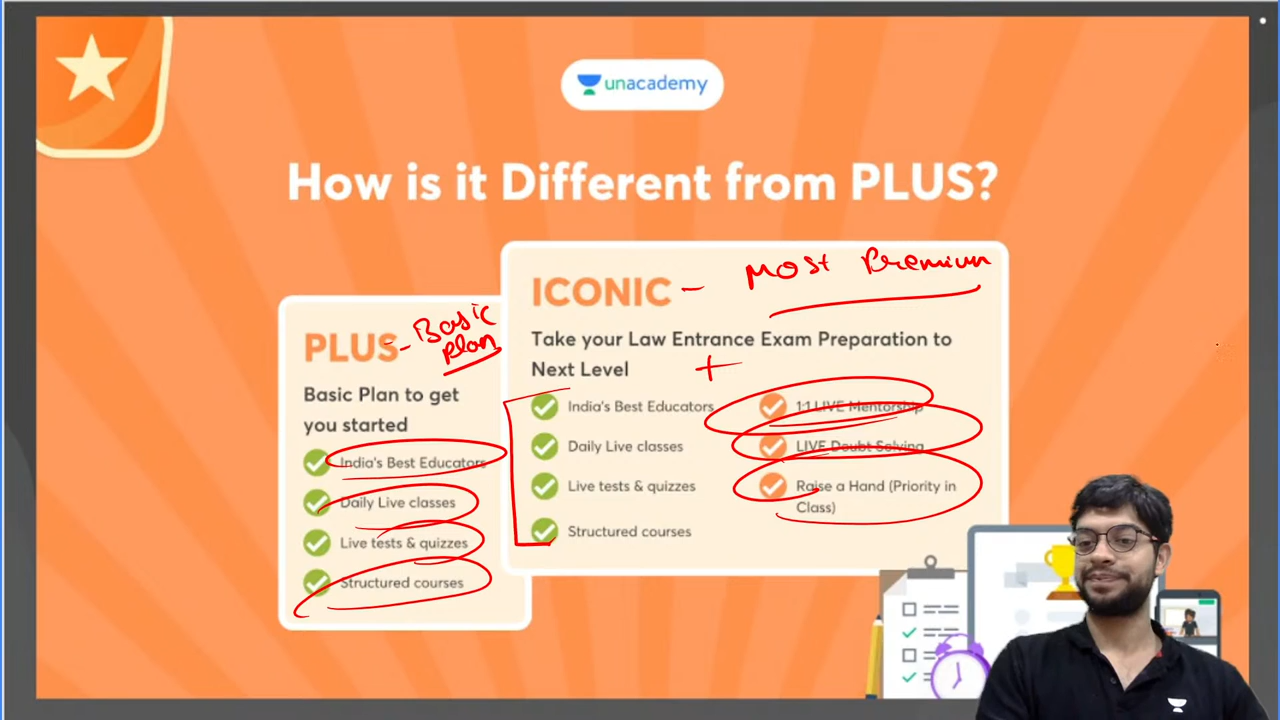 unacademy
How is it Different from PLUS?
PLUS - Basic
plan
Basic Plan to get
you started
India's Best Educators
Daily Live classes
Live tests & quizzes
Structured courses
ICONIC - Most Premium
Take your Law Entrance Exam Preparation to
Next Level
+
India's Best Educators
Daily Live classes
Live tests & quizzes
Structured courses
1:1 LIVE Mentorship
LIVE Doubt Solving
Raise a Hand (Priority in
Class)